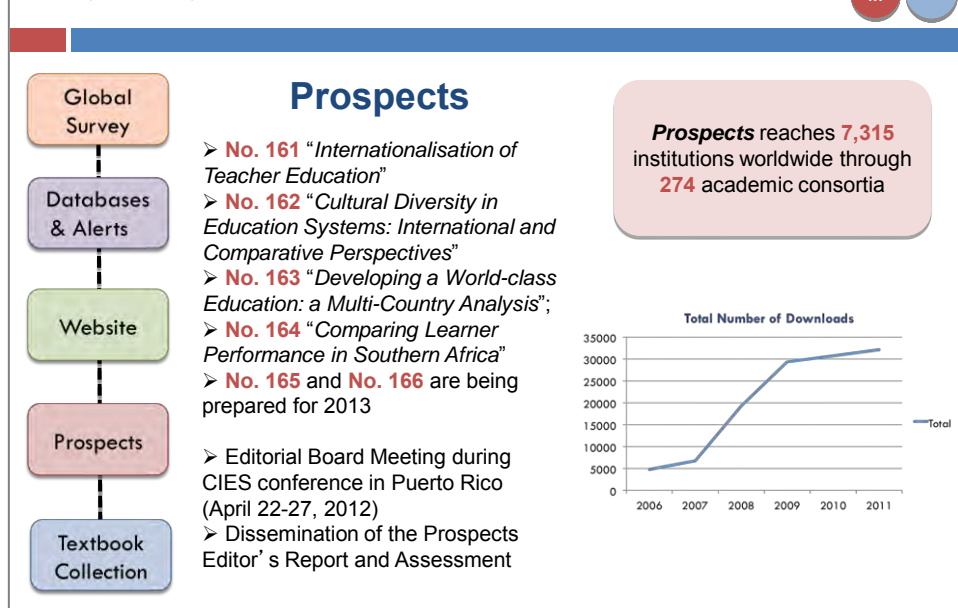 Global
Survey
Databases
& Alerts
Website
Prospects
Textbook
Collection
Prospects
➢ No. 161 “Internationalisation of
Teacher Education”
➢ No. 162 “Cultural Diversity in
Education Systems: International and
Comparative Perspectives”
➢ No. 163 “Developing a World-class
Education: a Multi-Country Analysis”;
➢ No. 164 “Comparing Learner
Performance in Southern Africa”
➢ No. 165 and No. 166 are being
prepared for 2013
➢ Editorial Board Meeting during
CIES conference in Puerto Rico
(April 22-27, 2012)
➢ Dissemination of the Prospects
Editor’s Report and Assessment
Prospects reaches 7,315
institutions worldwide through
274 academic consortia
Total Number of Downloads
35000
30000
25000
20000
15000
10000
5000
0
2006 2007 2008 2009 2010 2011
Total